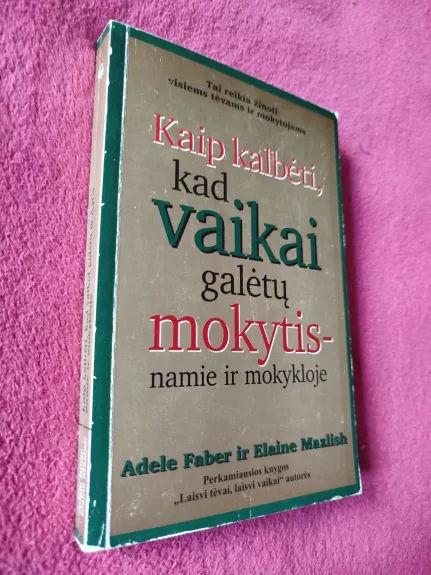 Tai reikia žinoti
visiems tėvams ir mokytojams
Kaip kalbėti,
kad
vaikai
galėtų
mokytis-
namie ir mokykloje
Adele Faber ir Elaine Mazlish
Perkamiausios knygos
„Laisvi tėvai, laisvi vaikai“ autorės